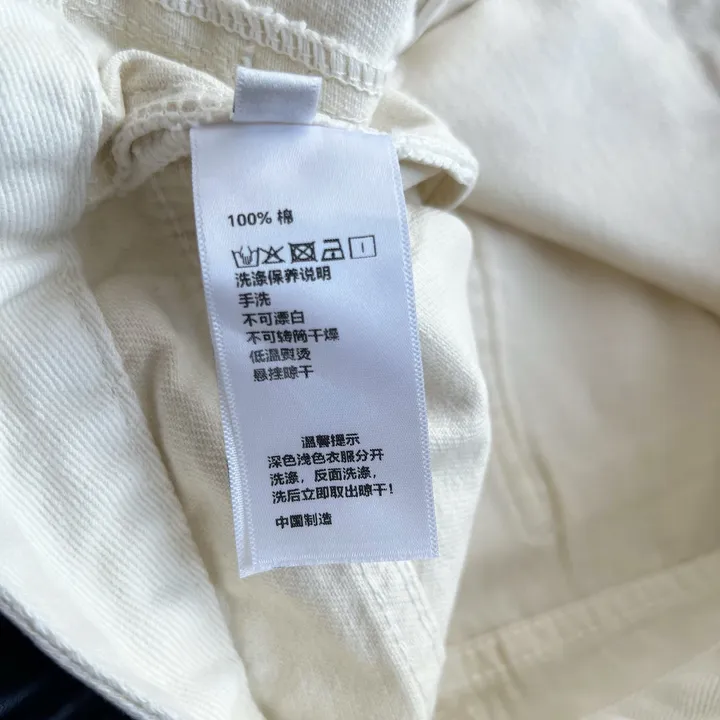 100% 棉
洗涤保养说明
手洗
不可漂白
不可转筒干燥
低温熨烫
悬挂晾干
温馨提示
深色浅色衣服分开
洗涤，反面洗涤，
洗后立即取出晾干！
中国制造